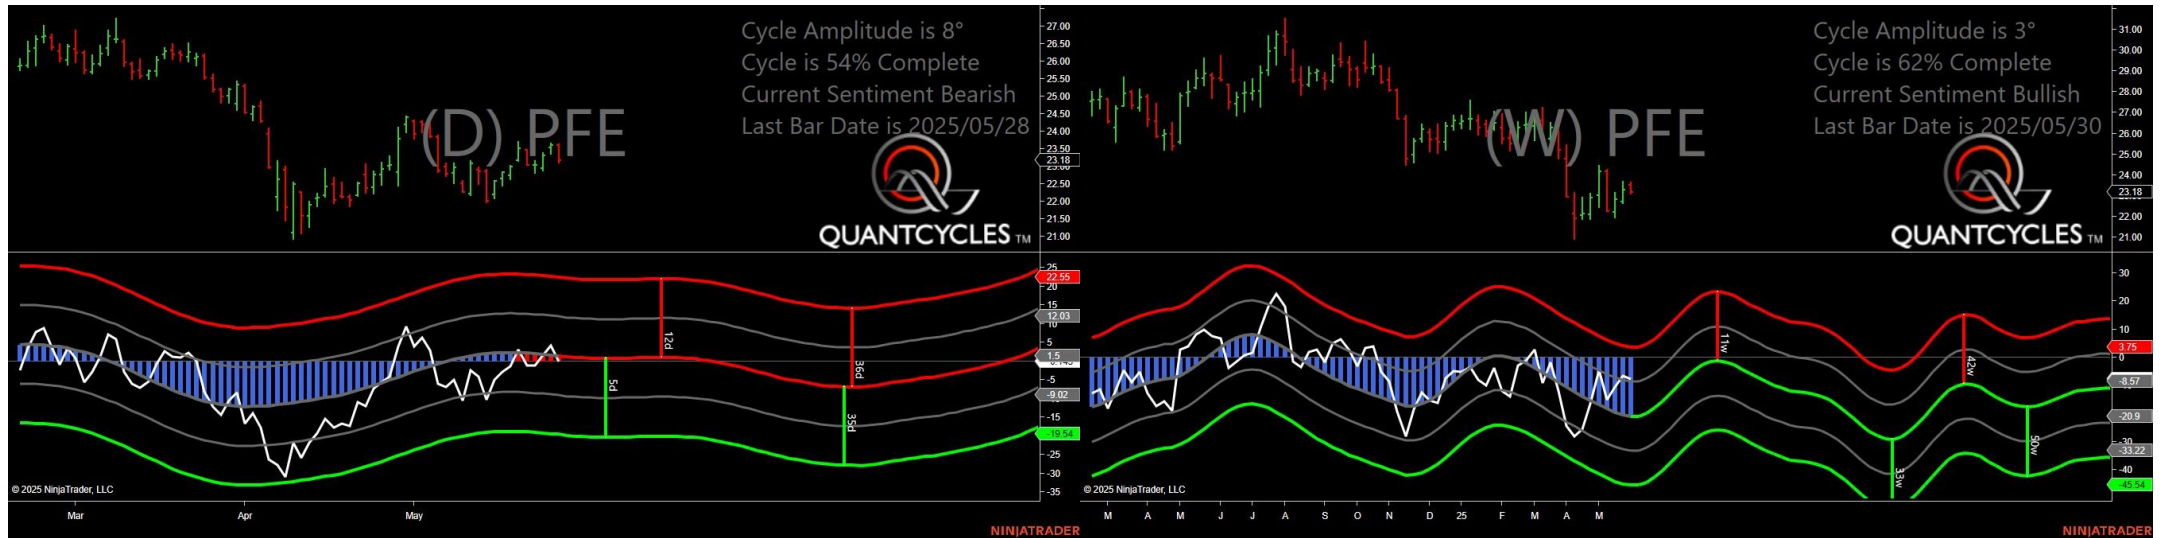 Cycle Amplitude is 8°
Cycle is 54% Complete
Current Sentiment Bearish
Last Bar Date is 2025/05/28
(D) PFE
QUANTCYCLES TM
27.00
26.50
26.00
25.50
25.00
24.50
24.00
23.50
23.18
22.50
22.00
21.50
21.00
25
22.55
20
15
12.03
10
5
1.5
-5
-9.02
-15
-19.54
-25
-30
-35
12d
5d
36d
35d
© 2025 NinjaTrader, LLC
Mar Apr May
NINJATRADER
Cycle Amplitude is 3°
Cycle is 62% Complete
Current Sentiment Bullish
Last Bar Date is 2025/05/30
(W) PFE
QUANTCYCLES TM
31.00
30.00
29.00
28.00
27.00
26.00
25.00
24.00
23.18
22.00
21.00
30
20
10
3.75
0
-8.57
-20.9
-30
-33.22
-40
-45.54
11w
42w
33w
50w
© 2025 NinjaTrader, LLC
M A M J J A S O N D 25 F M A M
NINJATRADER